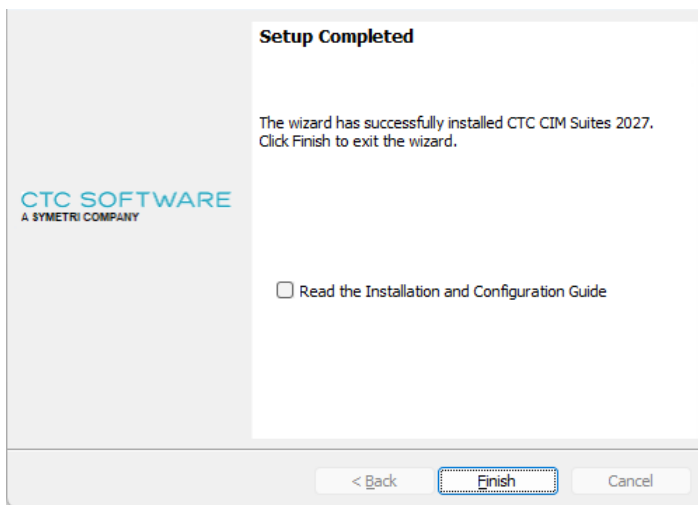 Setup Completed
The wizard has successfully installed CTC CIM Suites 2027.
Click Finish to exit the wizard.
CTC SOFTWARE
A SYMETRI COMPANY
Read the Installation and Configuration Guide
< Back
Finish
Cancel